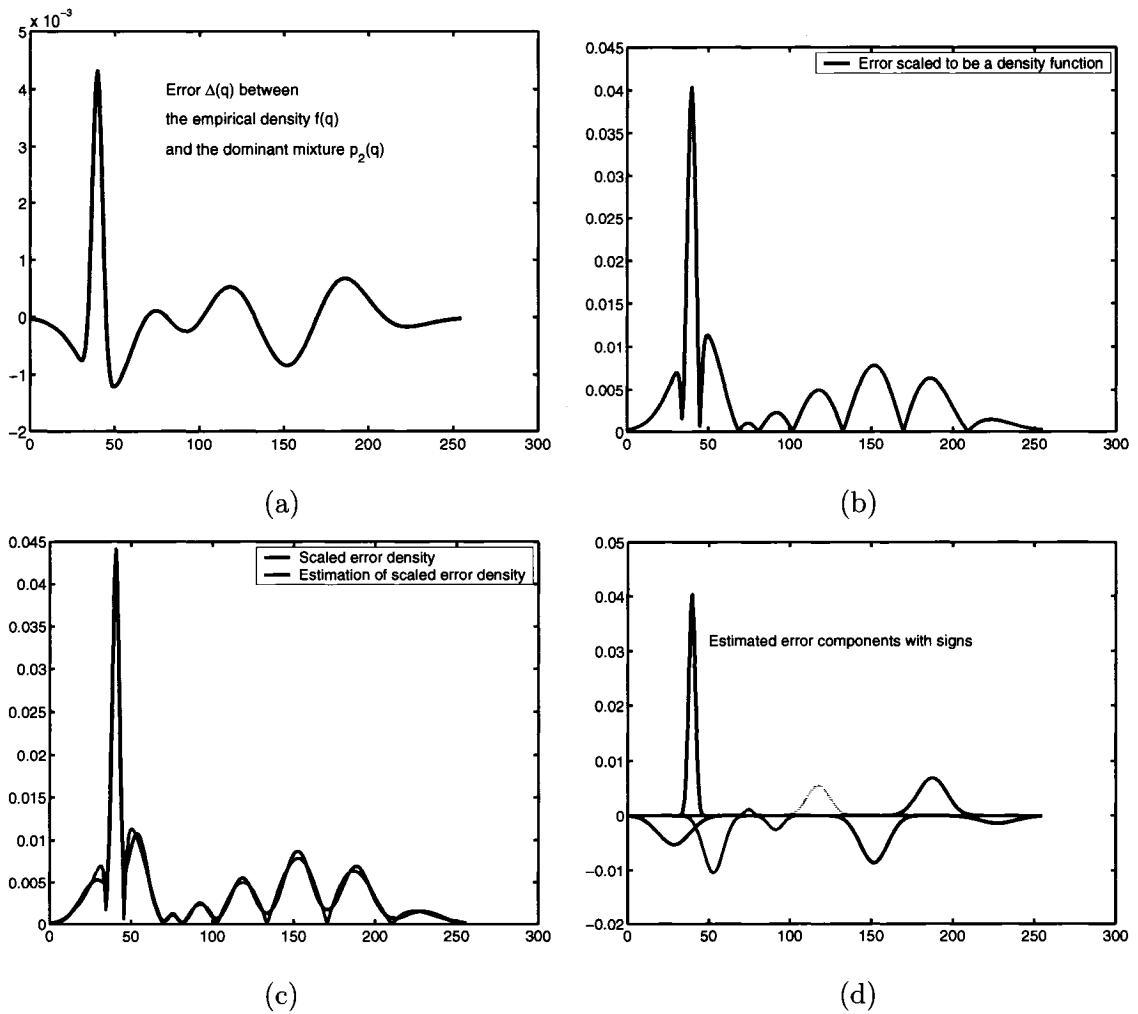 x 10⁻³
5
4
3
2
1
0
−1
−2
0 50 100 150 200 250 300
Error Δ(q) between
the empirical density f(q)
and the dominant mixture p₂(q)
(a)
0.045
0.04
0.035
0.03
0.025
0.02
0.015
0.01
0.005
0
0 50 100 150 200 250 300
Error scaled to be a density function
(b)
0.045
0.04
0.035
0.03
0.025
0.02
0.015
0.01
0.005
0
0 50 100 150 200 250 300
Scaled error density
Estimation of scaled error density
(c)
0.05
0.04
0.03
0.02
0.01
0
−0.01
−0.02
0 50 100 150 200 250 300
Estimated error components with signs
(d)